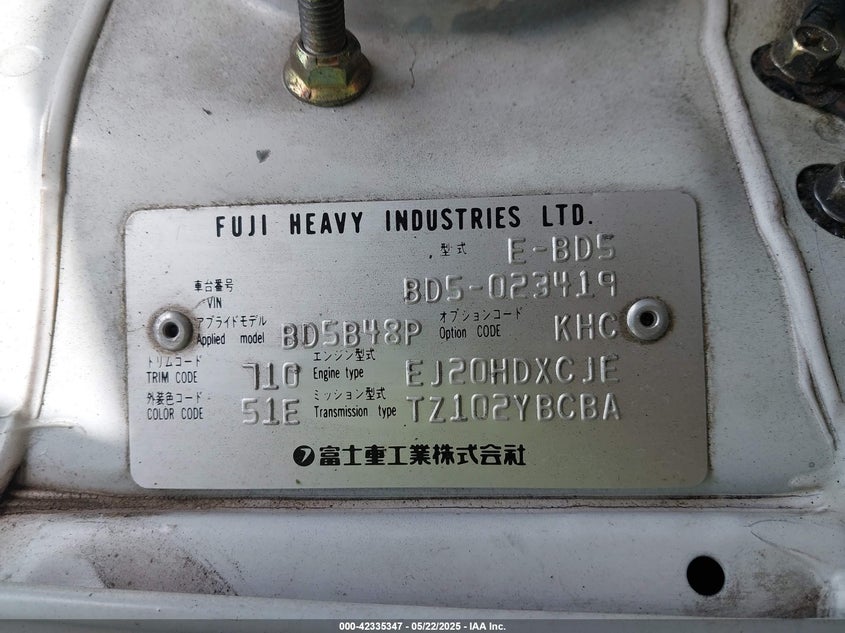 FUJI HEAVY INDUSTRIES LTD.
型式 E-BD5
車台番号 VIN BD5-023419
アプライドモデル Applied model BD5B48P オプションコード Option CODE KHC
トリムコード TRIM CODE 710 エンジン型式 Engine type EJ20HDXCJE
外装色コード COLOR CODE 51E ミッション型式 Transmission type TZ102YBCBA
富士重工業株式会社
000-42335347 - 05/22/2025 - IAA Inc.